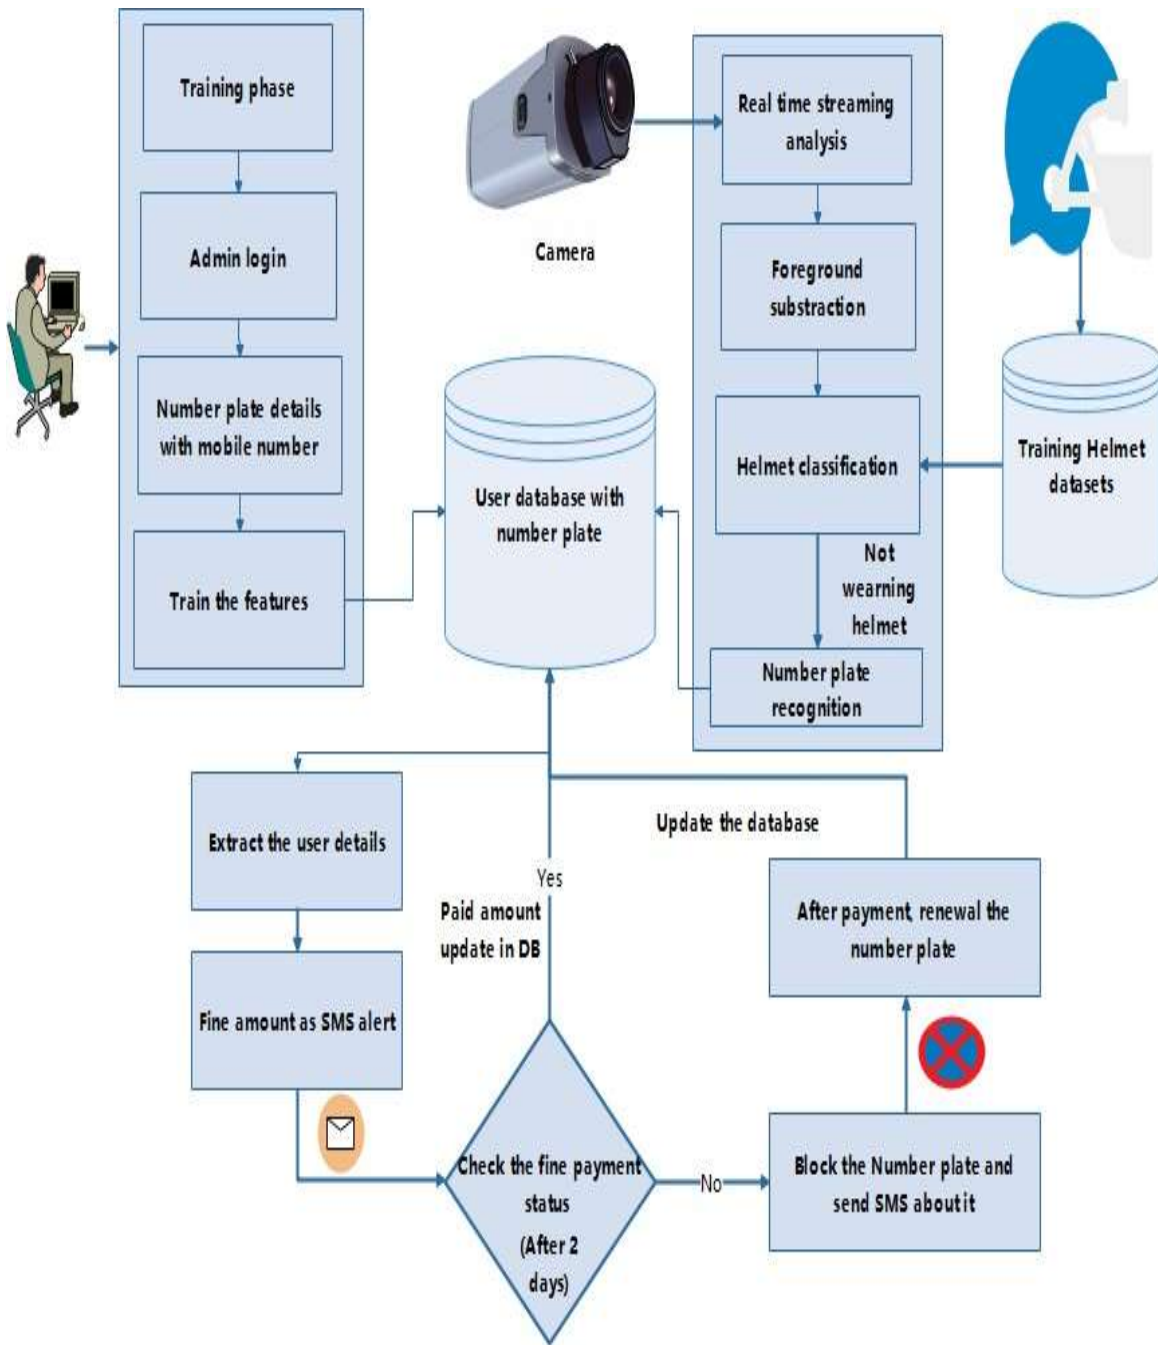 Training phase
Admin login
Number plate details
with mobile number
Train the features
Camera
Real time streaming
analysis
Foreground
substraction
Helmet classification
Not
wearning
helmet
Number plate
recognition
Training Helmet
datasets
User database with
number plate
Extract the user details
Fine amount as SMS alert
Yes
Paid amount
update in DB
Update the database
After payment, renewal the
number plate
Check the fine payment
status
(After 2
days)
No
Block the Number plate and
send SMS about it